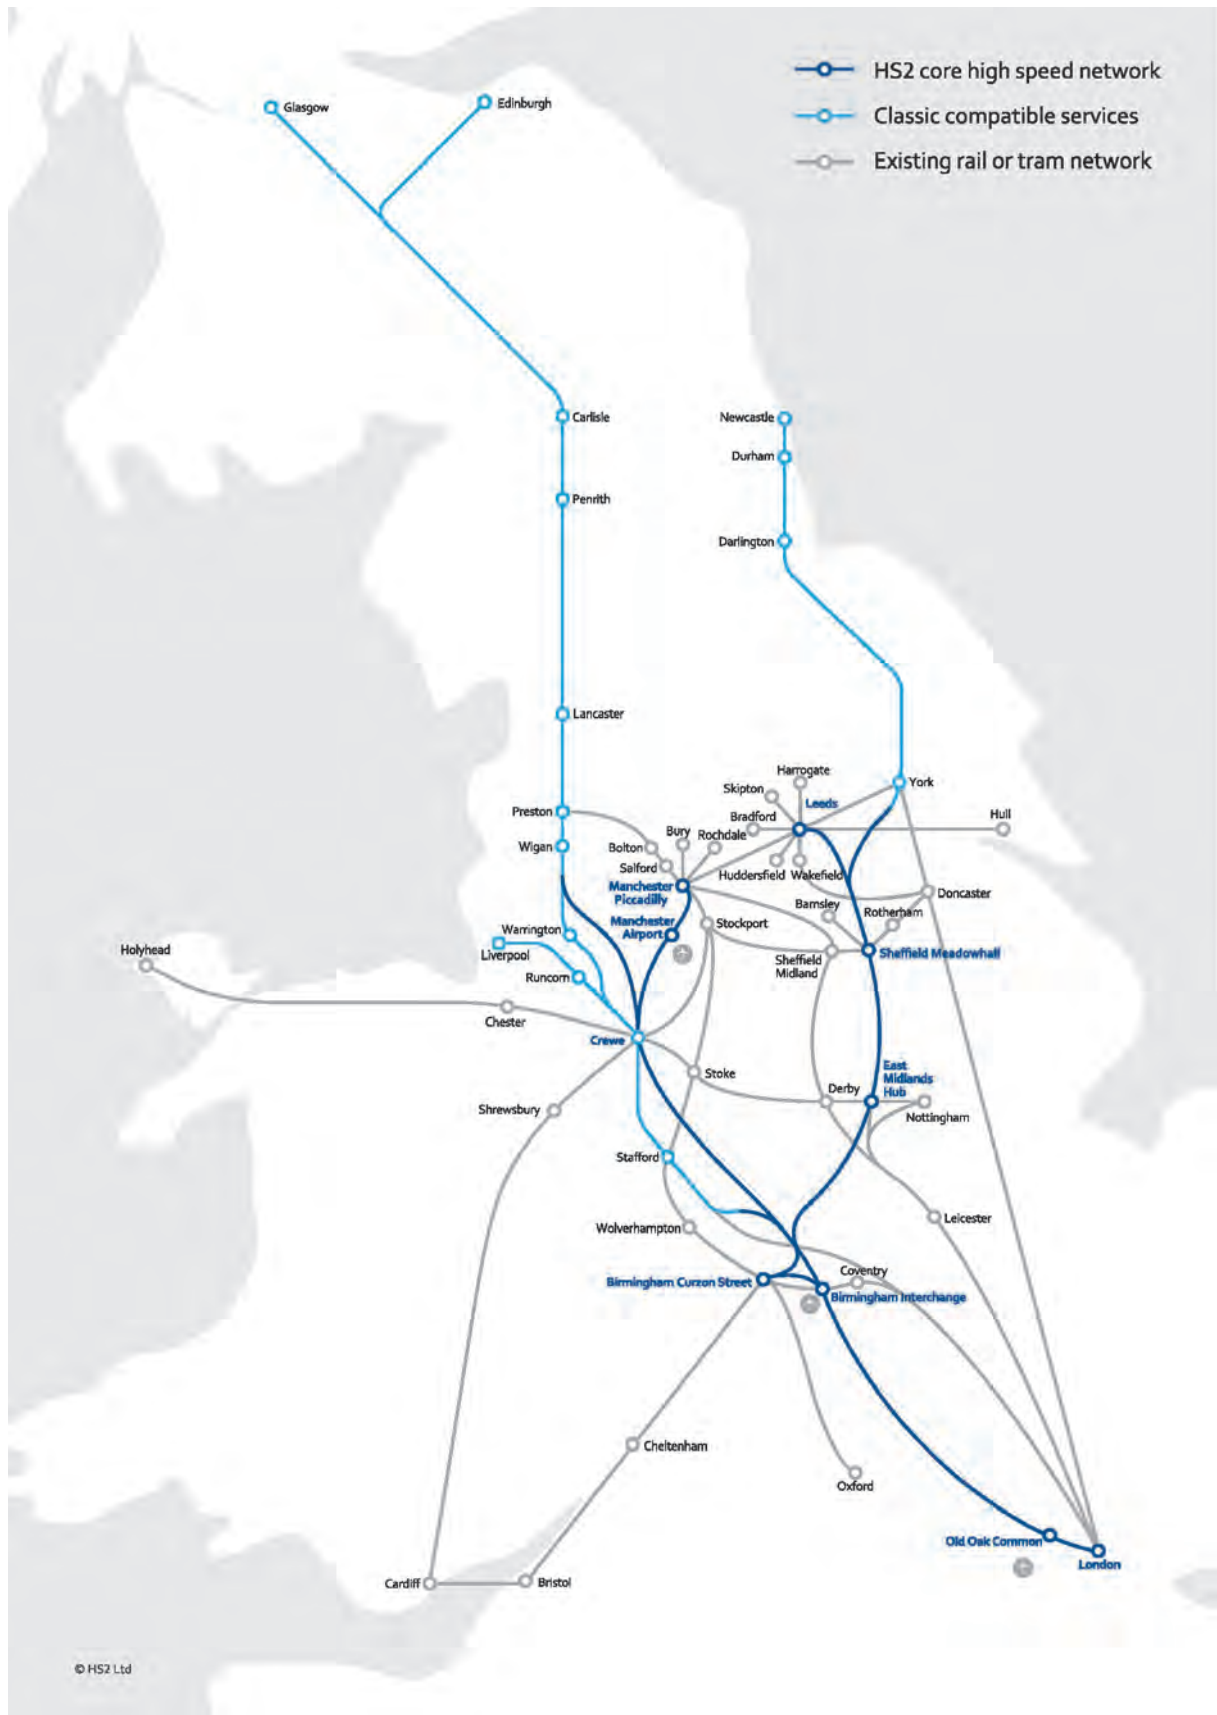 HS2 core high speed network
Classic compatible services
Existing rail or tram network
Glasgow
Edinburgh
Carlisle
Newcastle
Durham
Penrith
Darlington
Lancaster
Harrogate
York
Skipton
Leeds
Preston
Bradford
Hull
Bury
Rochdale
Wigan
Bolton
Salford
Huddersfield
Wakefield
Manchester
Piccadilly
Doncaster
Barnsley
Rotherham
Manchester
Airport
Stockport
Warrington
Liverpool
Holyhead
Sheffield
Midland
Sheffield Meadowhall
Runcorn
Chester
Crewe
East
Midlands
Hub
Stoke
Derby
Nottingham
Shrewsbury
Stafford
Leicester
Wolverhampton
Coventry
Birmingham Curzon Street
Birmingham Interchange
Cheltenham
Oxford
Old Oak Common
London
Cardiff
Bristol
© HS2 Ltd